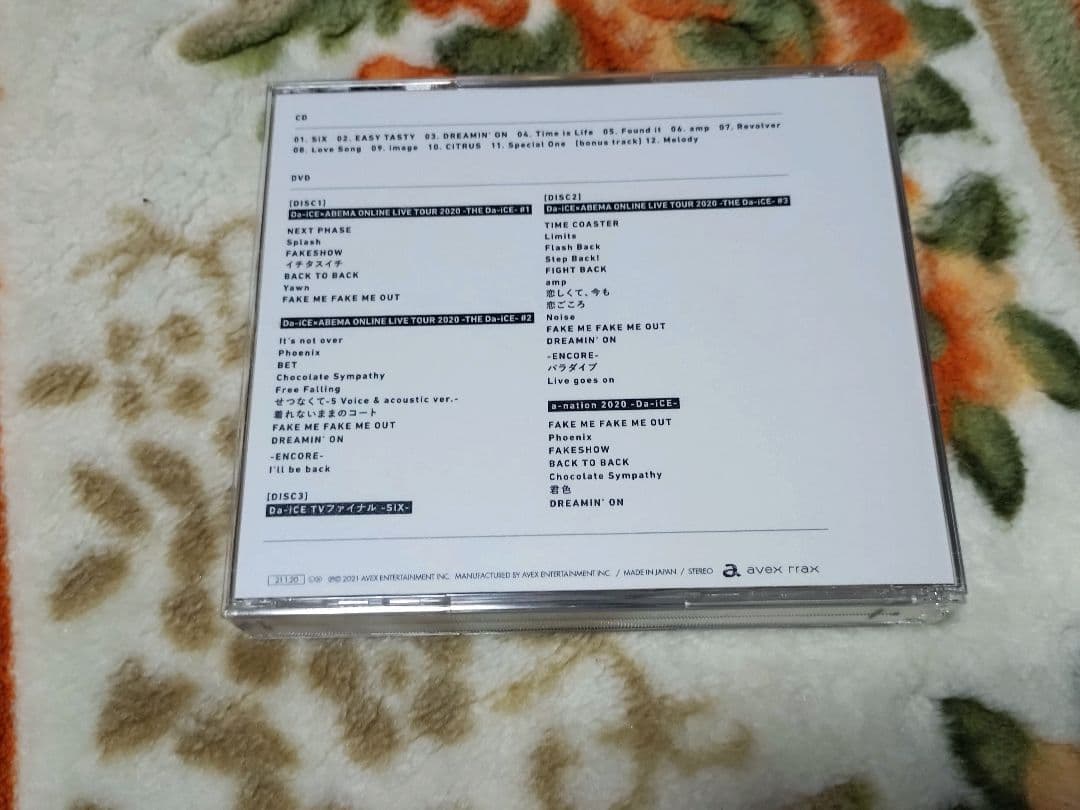 CD
01. SiX 02. EASY TASTY 03. DREAMIN' ON 04. Time is Life 05. Found it 06. amp 07. Revolver
08. Love Song 09. image 10. CITRUS 11. Special One [bonus track] 12. Melody
DVD
[DISC1]
Da-iCE×ABEMA ONLINE LIVE TOUR 2020 -THE Da-iCE- #1
NEXT PHASE
Splash
FAKESHOW
イチタスイチ
BACK TO BACK
Yawn
FAKE ME FAKE ME OUT
Da-iCE×ABEMA ONLINE LIVE TOUR 2020 -THE Da-iCE- #2
It's not over
Phoenix
BET
Chocolate Sympathy
Free Falling
せつなくて-5 Voice & acoustic ver.-
着れないままのコート
FAKE ME FAKE ME OUT
DREAMIN' ON
-ENCORE-
I'll be back
[DISC3]
Da-iCE TVファイナル -SiX-
[DISC2]
Da-iCE×ABEMA ONLINE LIVE TOUR 2020 -THE Da-iCE- #3
TIME COASTER
Limits
Flash Back
Step Back!
FIGHT BACK
amp
恋しくて、今も
恋ごころ
Noise
FAKE ME FAKE ME OUT
DREAMIN' ON
-ENCORE-
パラダイブ
Live goes on
a-nation 2020 -Da-iCE-
FAKE ME FAKE ME OUT
Phoenix
FAKESHOW
BACK TO BACK
Chocolate Sympathy
君色
DREAMIN' ON
21.1.20 ℗© 2021 AVEX ENTERTAINMENT INC. MANUFACTURED BY AVEX ENTERTAINMENT INC. / MADE IN JAPAN / STEREO avex trax